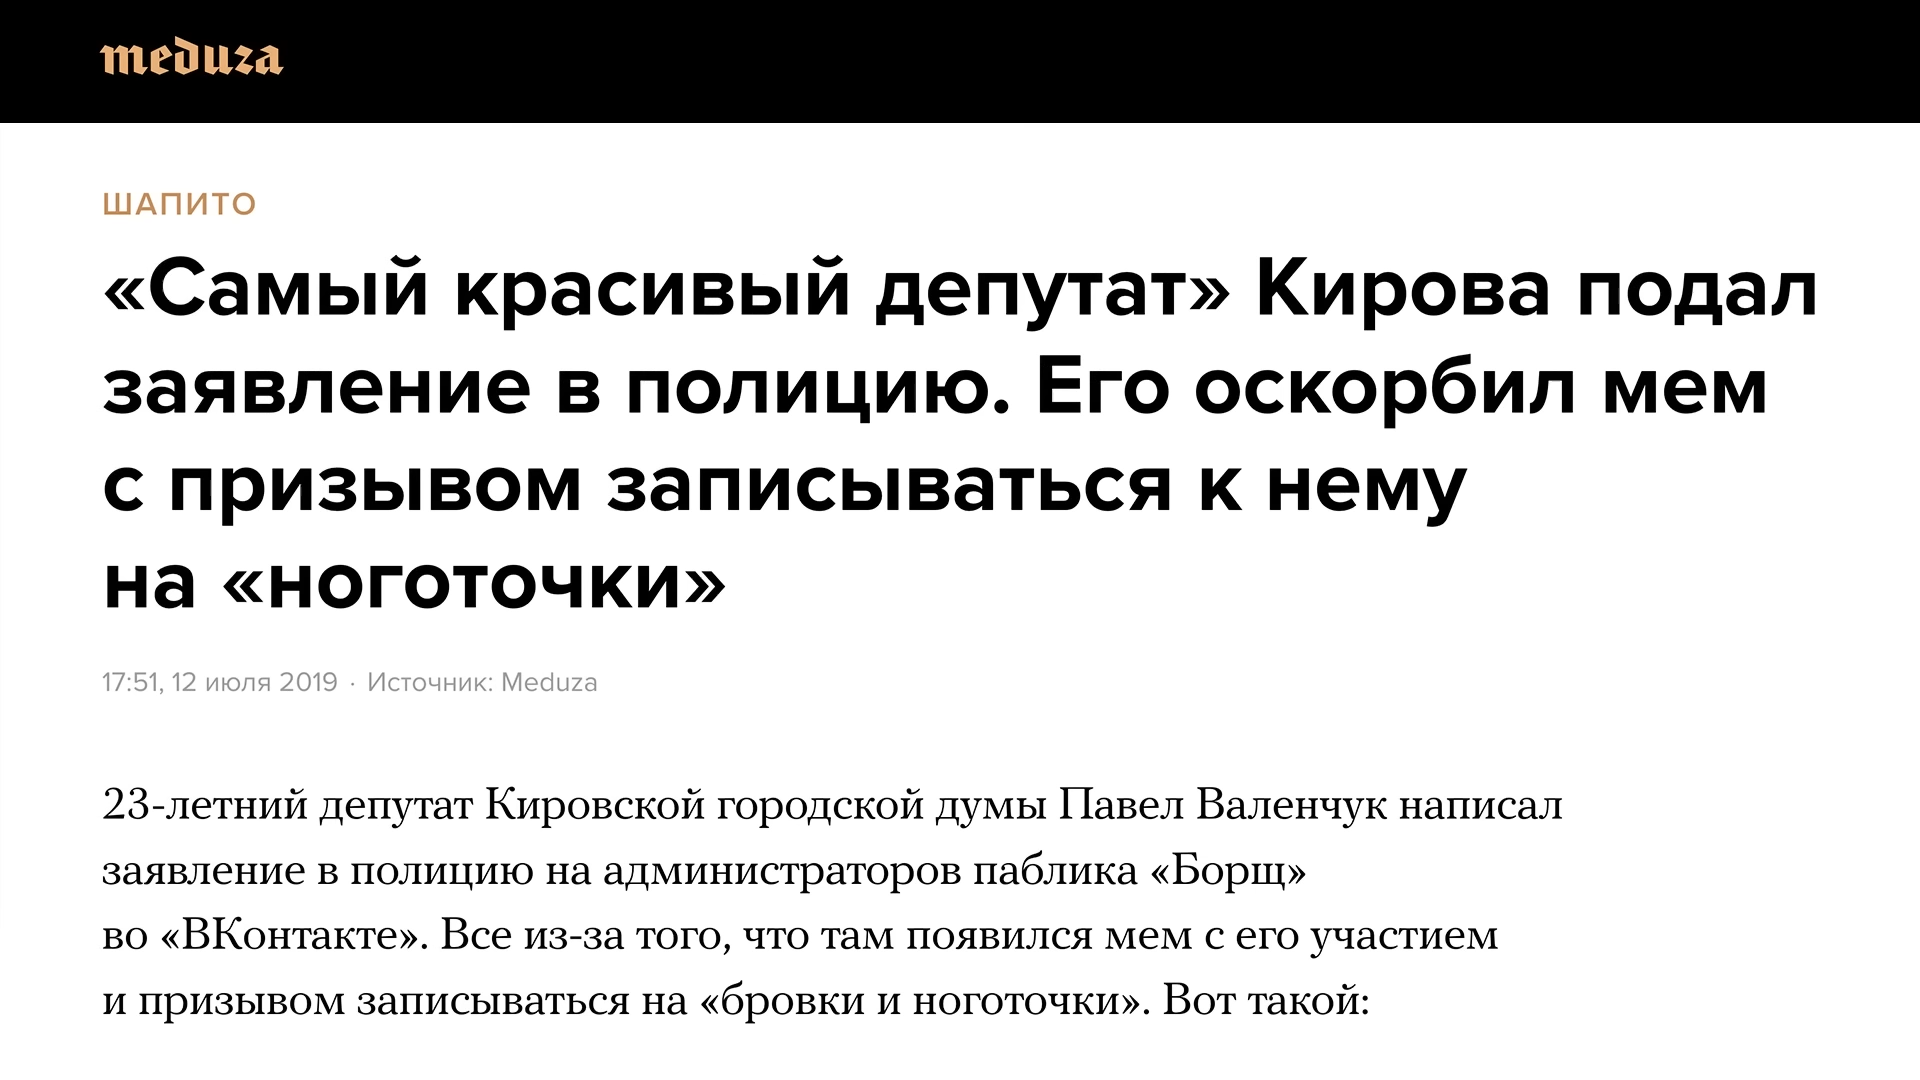 meduza
ШАПИТО
«Самый красивый депутат» Кирова подал
заявление в полицию. Его оскорбил мем
с призывом записываться к нему
на «ноготочки»
17:51, 12 июля 2019 · Источник: Meduza
23-летний депутат Кировской городской думы Павел Валенчук написал
заявление в полицию на администраторов паблика «Борщ»
во «ВКонтакте». Все из-за того, что там появился мем с его участием
и призывом записываться на «бровки и ноготочки». Вот такой: